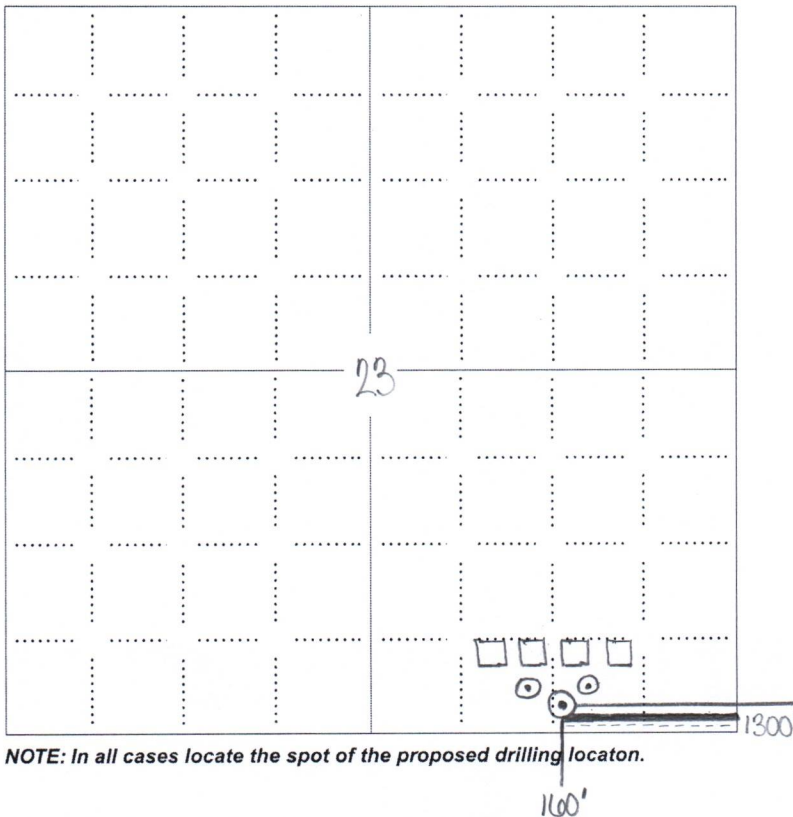 23
1300
NOTE: In all cases locate the spot of the proposed drilling locaton.
160'